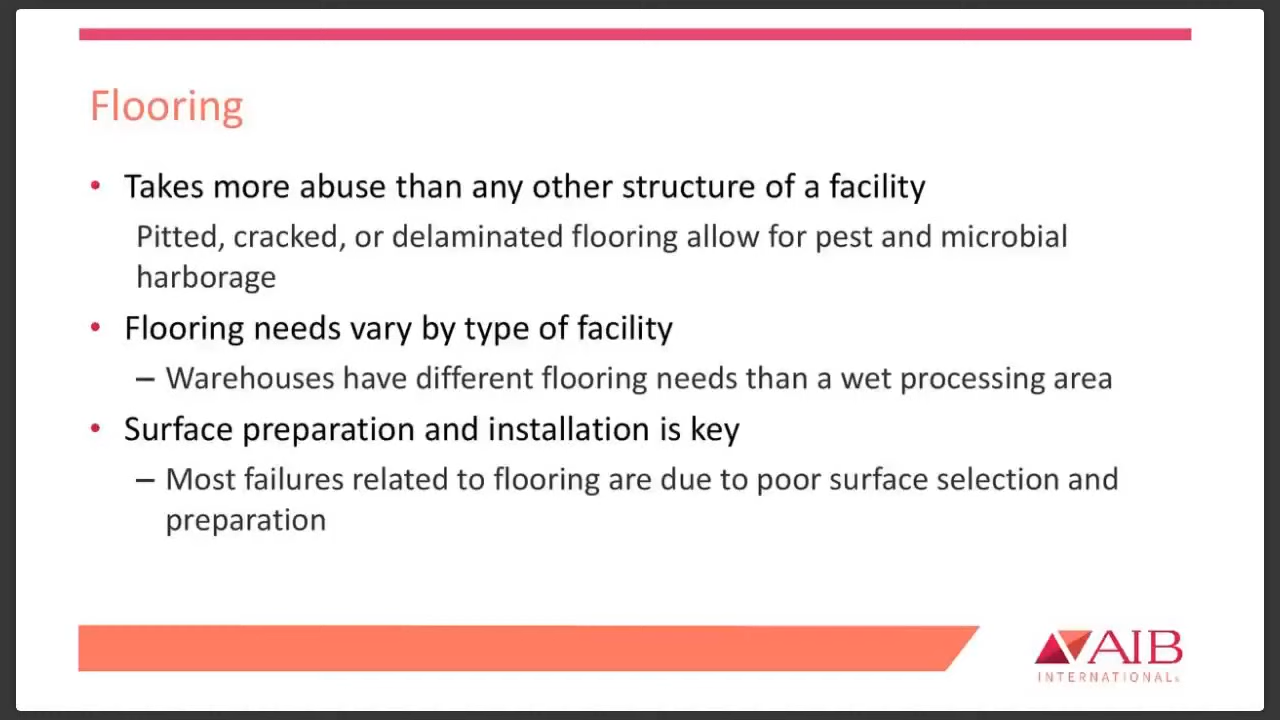 Flooring
• Takes more abuse than any other structure of a facility
Pitted, cracked, or delaminated flooring allow for pest and microbial
harborage
• Flooring needs vary by type of facility
– Warehouses have different flooring needs than a wet processing area
• Surface preparation and installation is key
– Most failures related to flooring are due to poor surface selection and
preparation
AIB
INTERNATIONAL